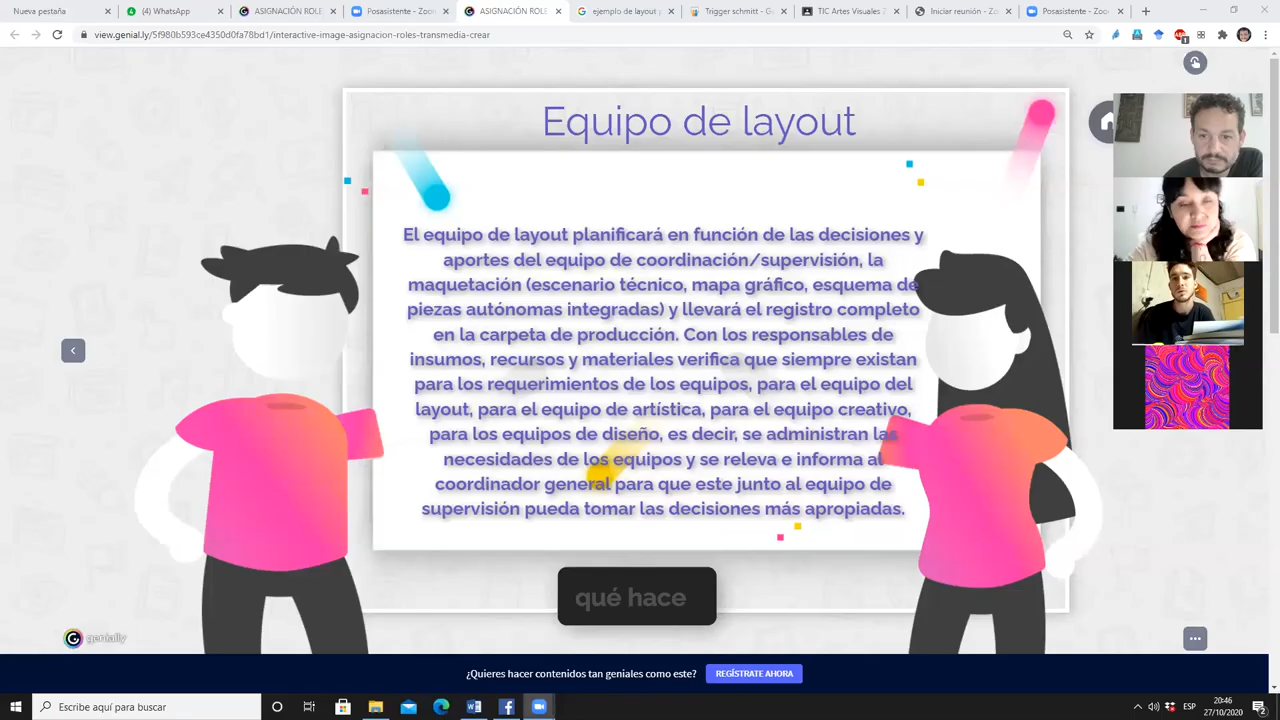 Nueva pestaña
(4) WhatsApp
ASIGNACIÓN ROLE
Posasistente - Zoo
ASIGNACIÓN ROLE
ejemplo de layout p
Trigger schmitt - G
TIC Artes Visuales 2
Iniciar reunión - Zo
Posasistente - Zoo
view.genial.ly/5f980b593ce4350d0fa78bd1/interactive-image-asignacion-roles-transmedia-crear
Equipo de layout
El equipo de layout planificará en función de las decisiones y
aportes del equipo de coordinación/supervisión, la
maquetación (escenario técnico, mapa gráfico, esquema de
piezas autónomas integradas) y llevará el registro completo
en la carpeta de producción. Con los responsables de
insumos, recursos y materiales verifica que siempre existan
para los requerimientos de los equipos, para el equipo del
layout, para el equipo de artística, para el equipo creativo,
para los equipos de diseño, es decir, se administran las
necesidades de los equipos y se releva e informa al
coordinador general para que este junto al equipo de
supervisión pueda tomar las decisiones más apropiadas.
qué hace
genially
¿Quieres hacer contenidos tan geniales como este?
REGÍSTRATE AHORA
Escribe aquí para buscar
ESP
20:46
27/10/2020
2